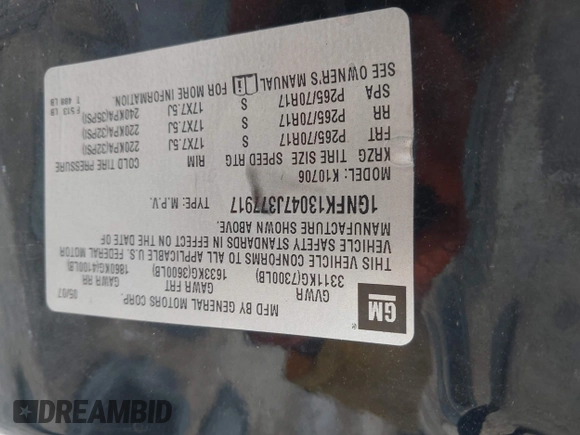 GM
MFD BY GENERAL MOTORS CORP.
05/07
GVWR GAWR FRT GAWR RR
3311KG(7300LB) 1633KG(3600LB) 1860KG(4100LB)
THIS VEHICLE CONFORMS TO ALL APPLICABLE U.S. FEDERAL MOTOR
VEHICLE SAFETY STANDARDS IN EFFECT ON THE DATE OF
MANUFACTURE SHOWN ABOVE.
1GNFK13047J377917 TYPE: M.P.V.
MODEL: K10706
KRZG TIRE SIZE SPEED RTG RIM COLD TIRE PRESSURE
FRT P265/70R17 S 17X7.5J 220KPA(32PSI)
RR P265/70R17 S 17X7.5J 220KPA(32PSI)
SPA P265/70R17 S 17X7.5J 240KPA(35PSI)
SEE OWNER'S MANUAL FOR MORE INFORMATION.
F 513 LB
T 498 LB
DREAMBID